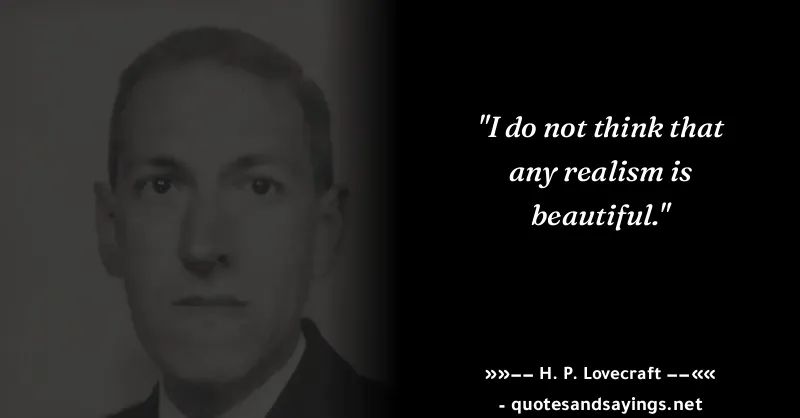 "I do not think that
any realism is
beautiful."
»»−− H. P. Lovecraft −−««
- quotesandsayings.net